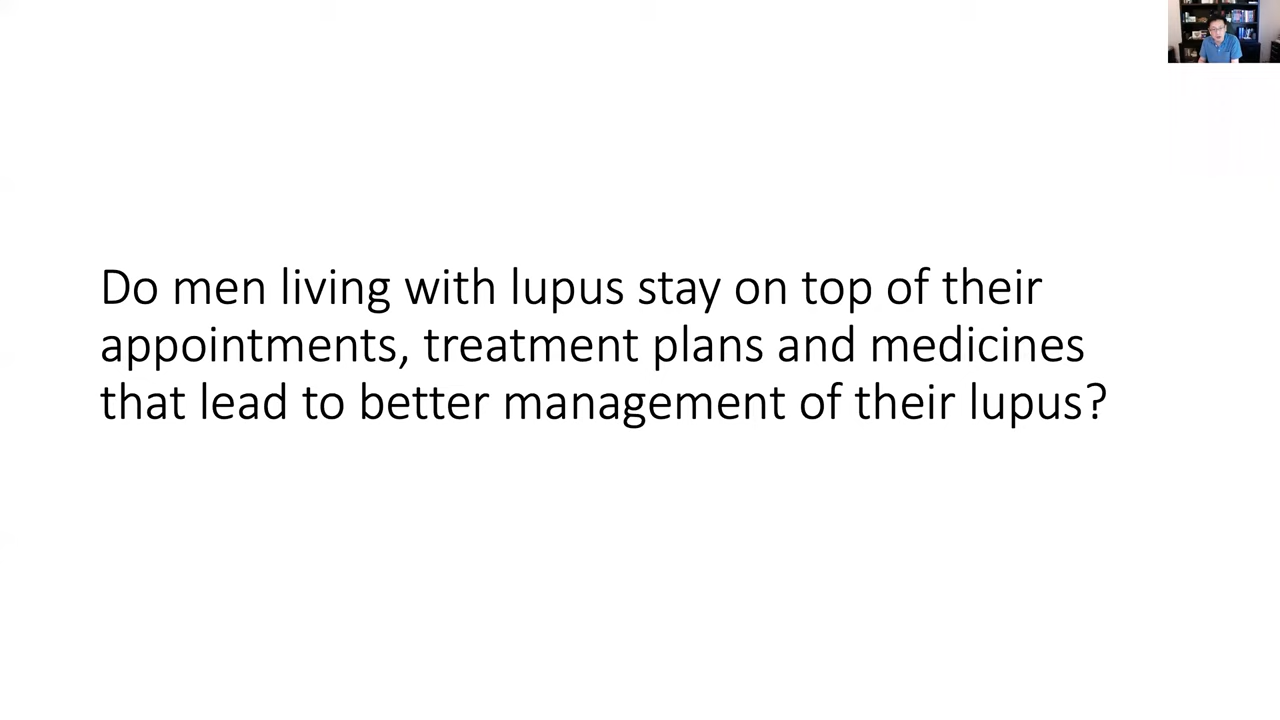 Do men living with lupus stay on top of their
appointments, treatment plans and medicines
that lead to better management of their lupus?